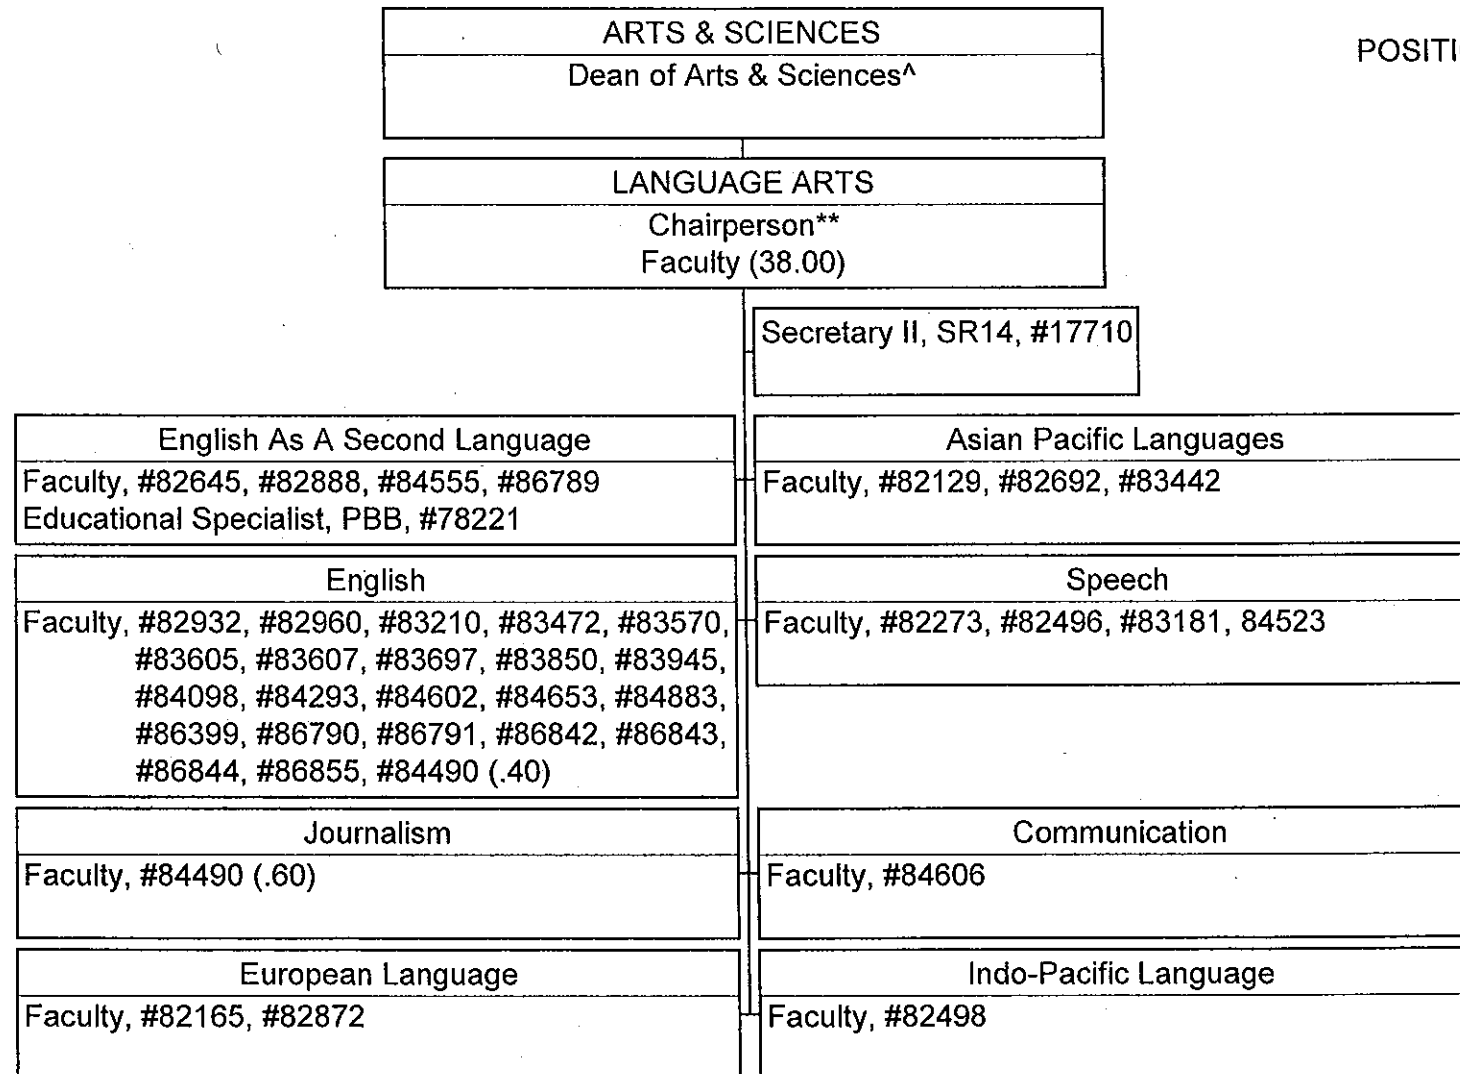 ARTS & SCIENCES
POSITI
Dean of Arts & Sciences^
LANGUAGE ARTS
Chairperson**
Faculty (38.00)
Secretary II, SR14, #17710
English As A Second Language
Faculty, #82645, #82888, #84555, #86789
Educational Specialist, PBB, #78221
Asian Pacific Languages
Faculty, #82129, #82692, #83442
English
Faculty, #82932, #82960, #83210, #83472, #83570,
#83605, #83607, #83697, #83850, #83945,
#84098, #84293, #84602, #84653, #84883,
#86399, #86790, #86791, #86842, #86843,
#86844, #86855, #84490 (.40)
Speech
Faculty, #82273, #82496, #83181, 84523
Journalism
Faculty, #84490 (.60)
Communication
Faculty, #84606
European Language
Faculty, #82165, #82872
Indo-Pacific Language
Faculty, #82498